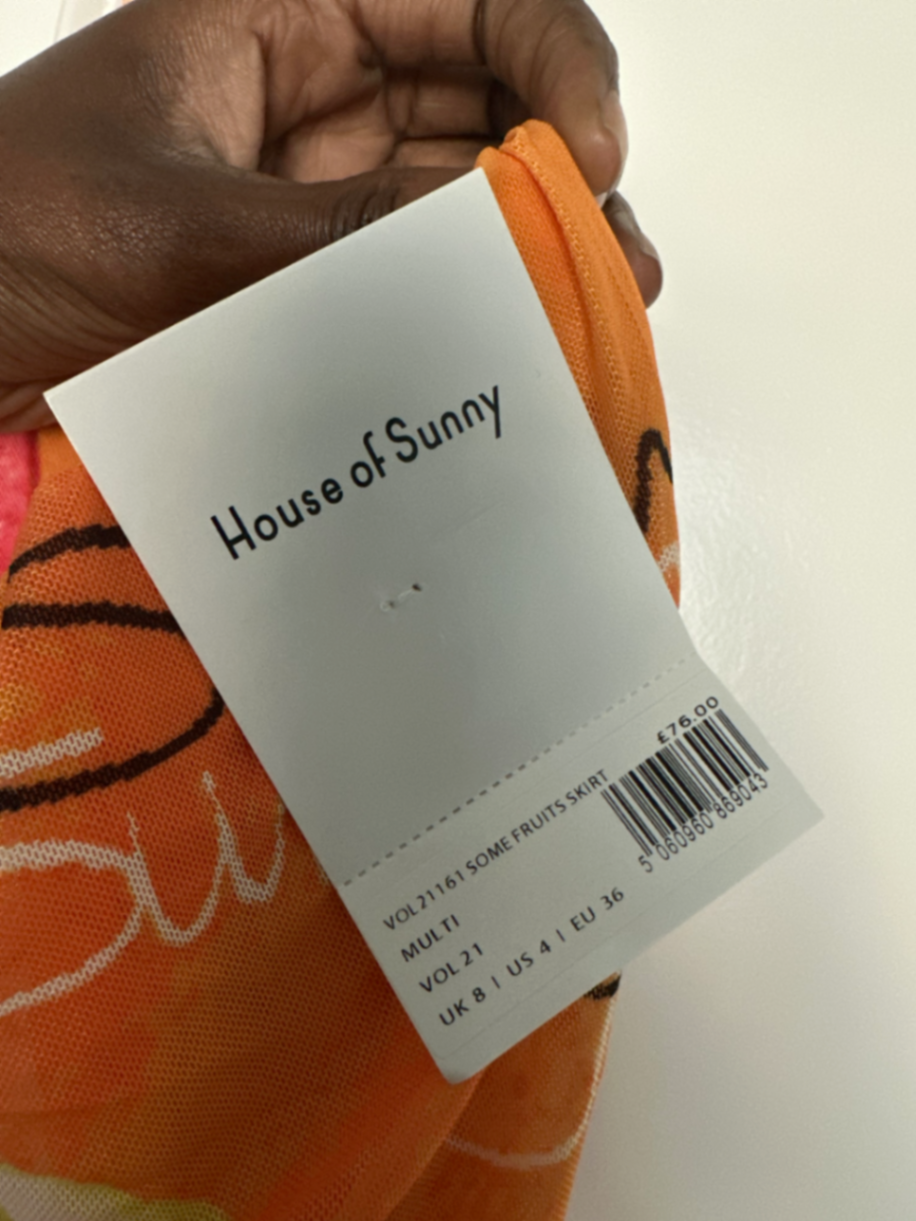 House of Sunny
£76.00
5 060960 869043
VOL21161 SOME FRUITS SKIRT
MULTI
VOL 21
UK 8 I US 4 I EU 36
Su